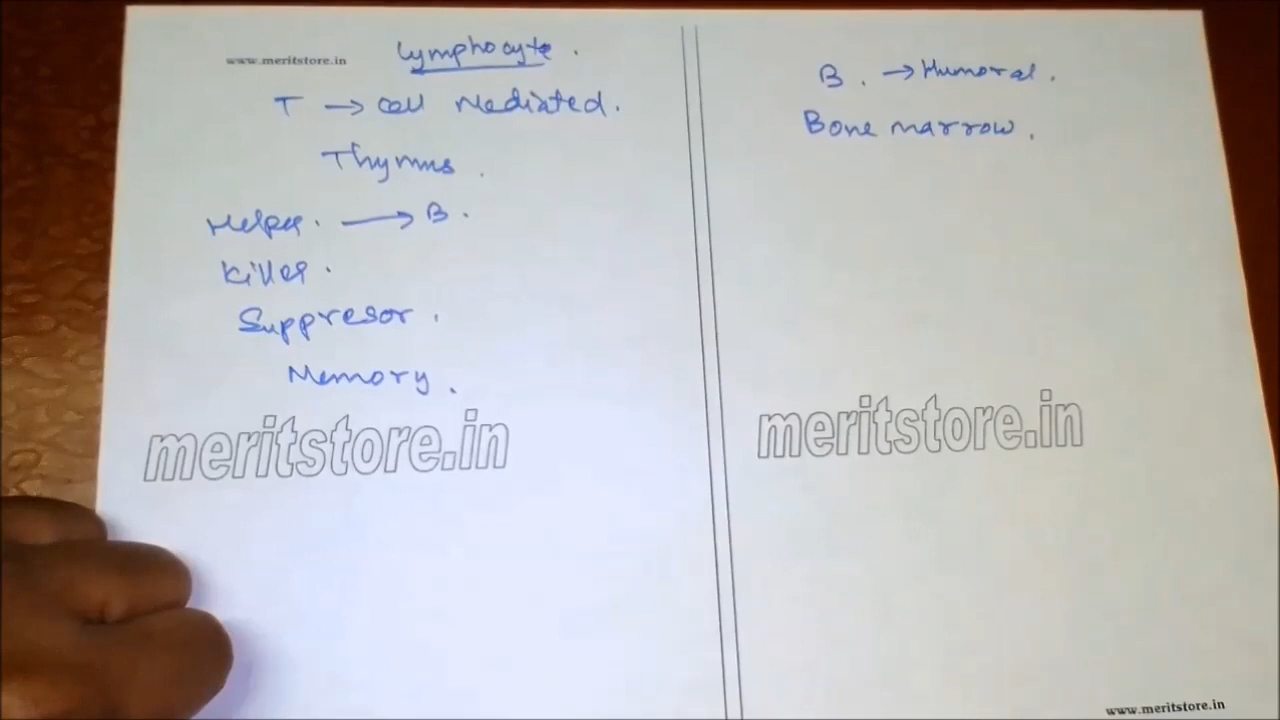 www.meritstore.in
Lymphocyte.
T → cell Mediated.
Thymus.
Helper. → B.
Killer.
Suppresor.
Memory.
meritstore.in
B. → Humoral.
Bone marrow.
meritstore.in
www.meritstore.in